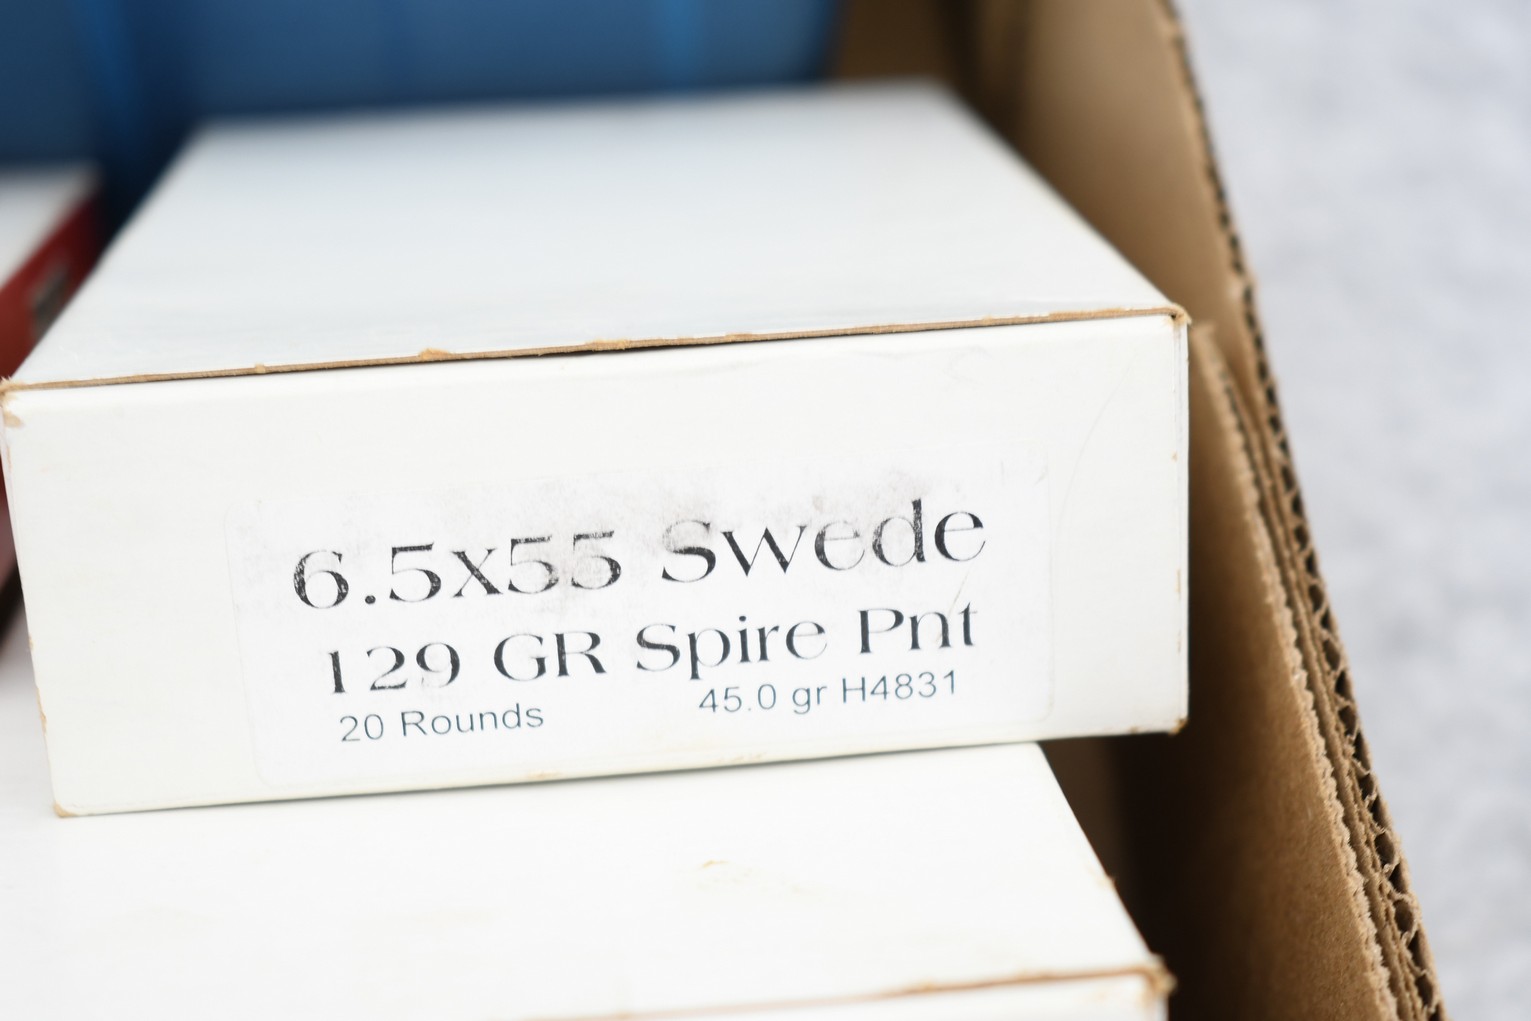 6.5x55 Swede
129 GR Spire Pnt
20 Rounds 45.0 gr H4831